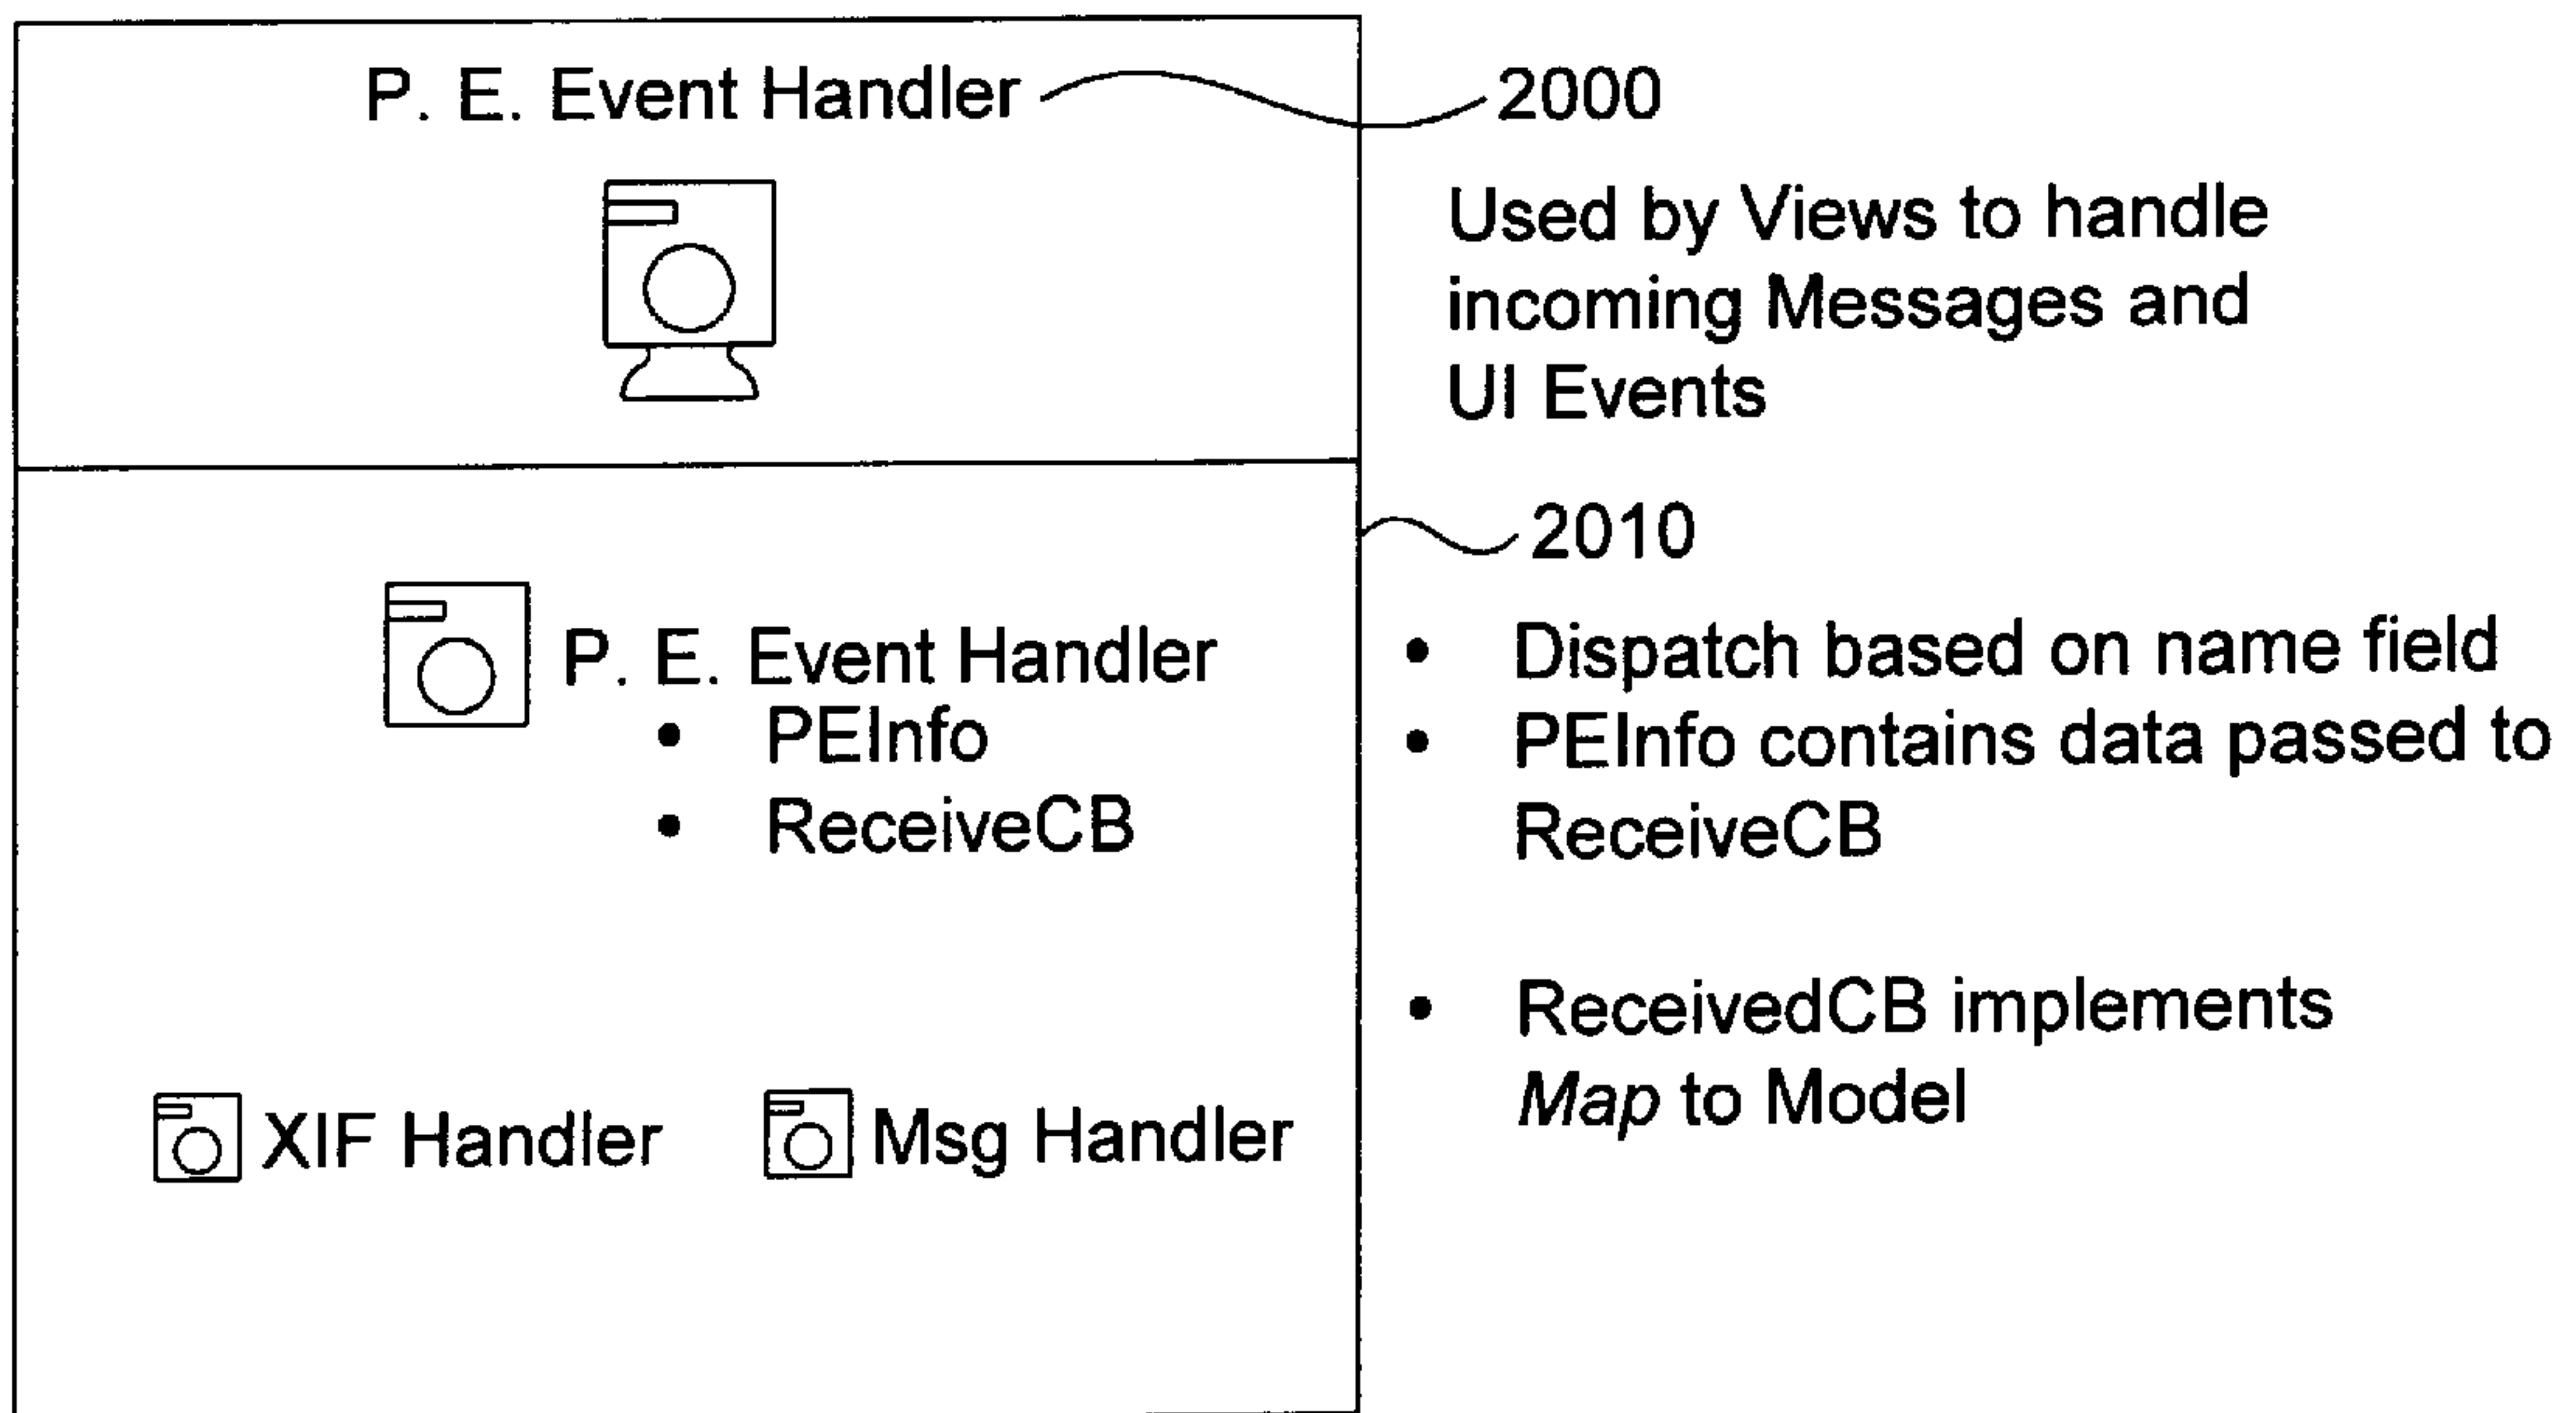 P. E. Event Handler
2000
Used by Views to handle
incoming Messages and
UI Events
2010
P. E. Event Handler
• PEInfo
• ReceiveCB
XIF Handler
Msg Handler
• Dispatch based on name field
• PEInfo contains data passed to
ReceiveCB
• ReceivedCB implements
Map to Model